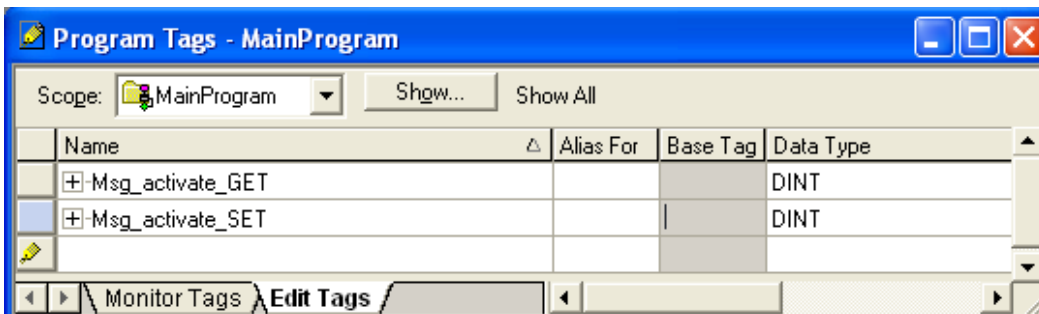 Program Tags - MainProgram
Scope: MainProgram Show... Show All
Name Alias For Base Tag Data Type
Msg_activate_GET DINT
Msg_activate_SET DINT
Monitor Tags Edit Tags